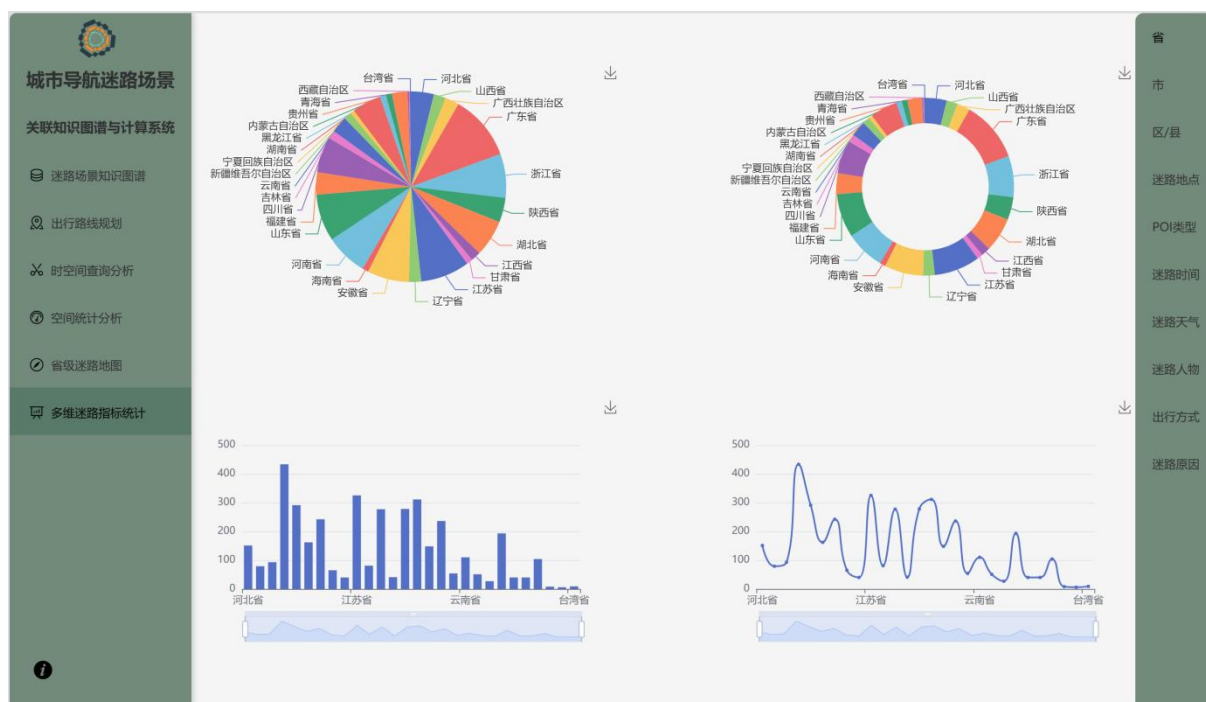 城市导航迷路场景
关联知识图谱与计算系统
迷路场景知识图谱
出行路线规划
时空间查询分析
空间统计分析
省级迷路地图
多维迷路指标统计
台湾省
河北省
西藏自治区
山西省
青海省
广西壮族自治区
贵州省
广东省
内蒙古自治区
黑龙江省
湖南省
宁夏回族自治区
浙江省
新疆维吾尔自治区
云南省
吉林省
陕西省
四川省
福建省
山东省
湖北省
河南省
江西省
甘肃省
海南省
江苏省
安徽省
辽宁省
台湾省
河北省
西藏自治区
山西省
青海省
广西壮族自治区
贵州省
广东省
内蒙古自治区
黑龙江省
湖南省
宁夏回族自治区
浙江省
新疆维吾尔自治区
云南省
吉林省
陕西省
四川省
福建省
山东省
湖北省
河南省
江西省
甘肃省
海南省
江苏省
安徽省
辽宁省
500
400
300
200
100
0
河北省 江苏省 云南省 台湾省
500
400
300
200
100
0
河北省 江苏省 云南省 台湾省
省
市
区/县
迷路地点
POI类型
迷路时间
迷路天气
迷路人物
出行方式
迷路原因